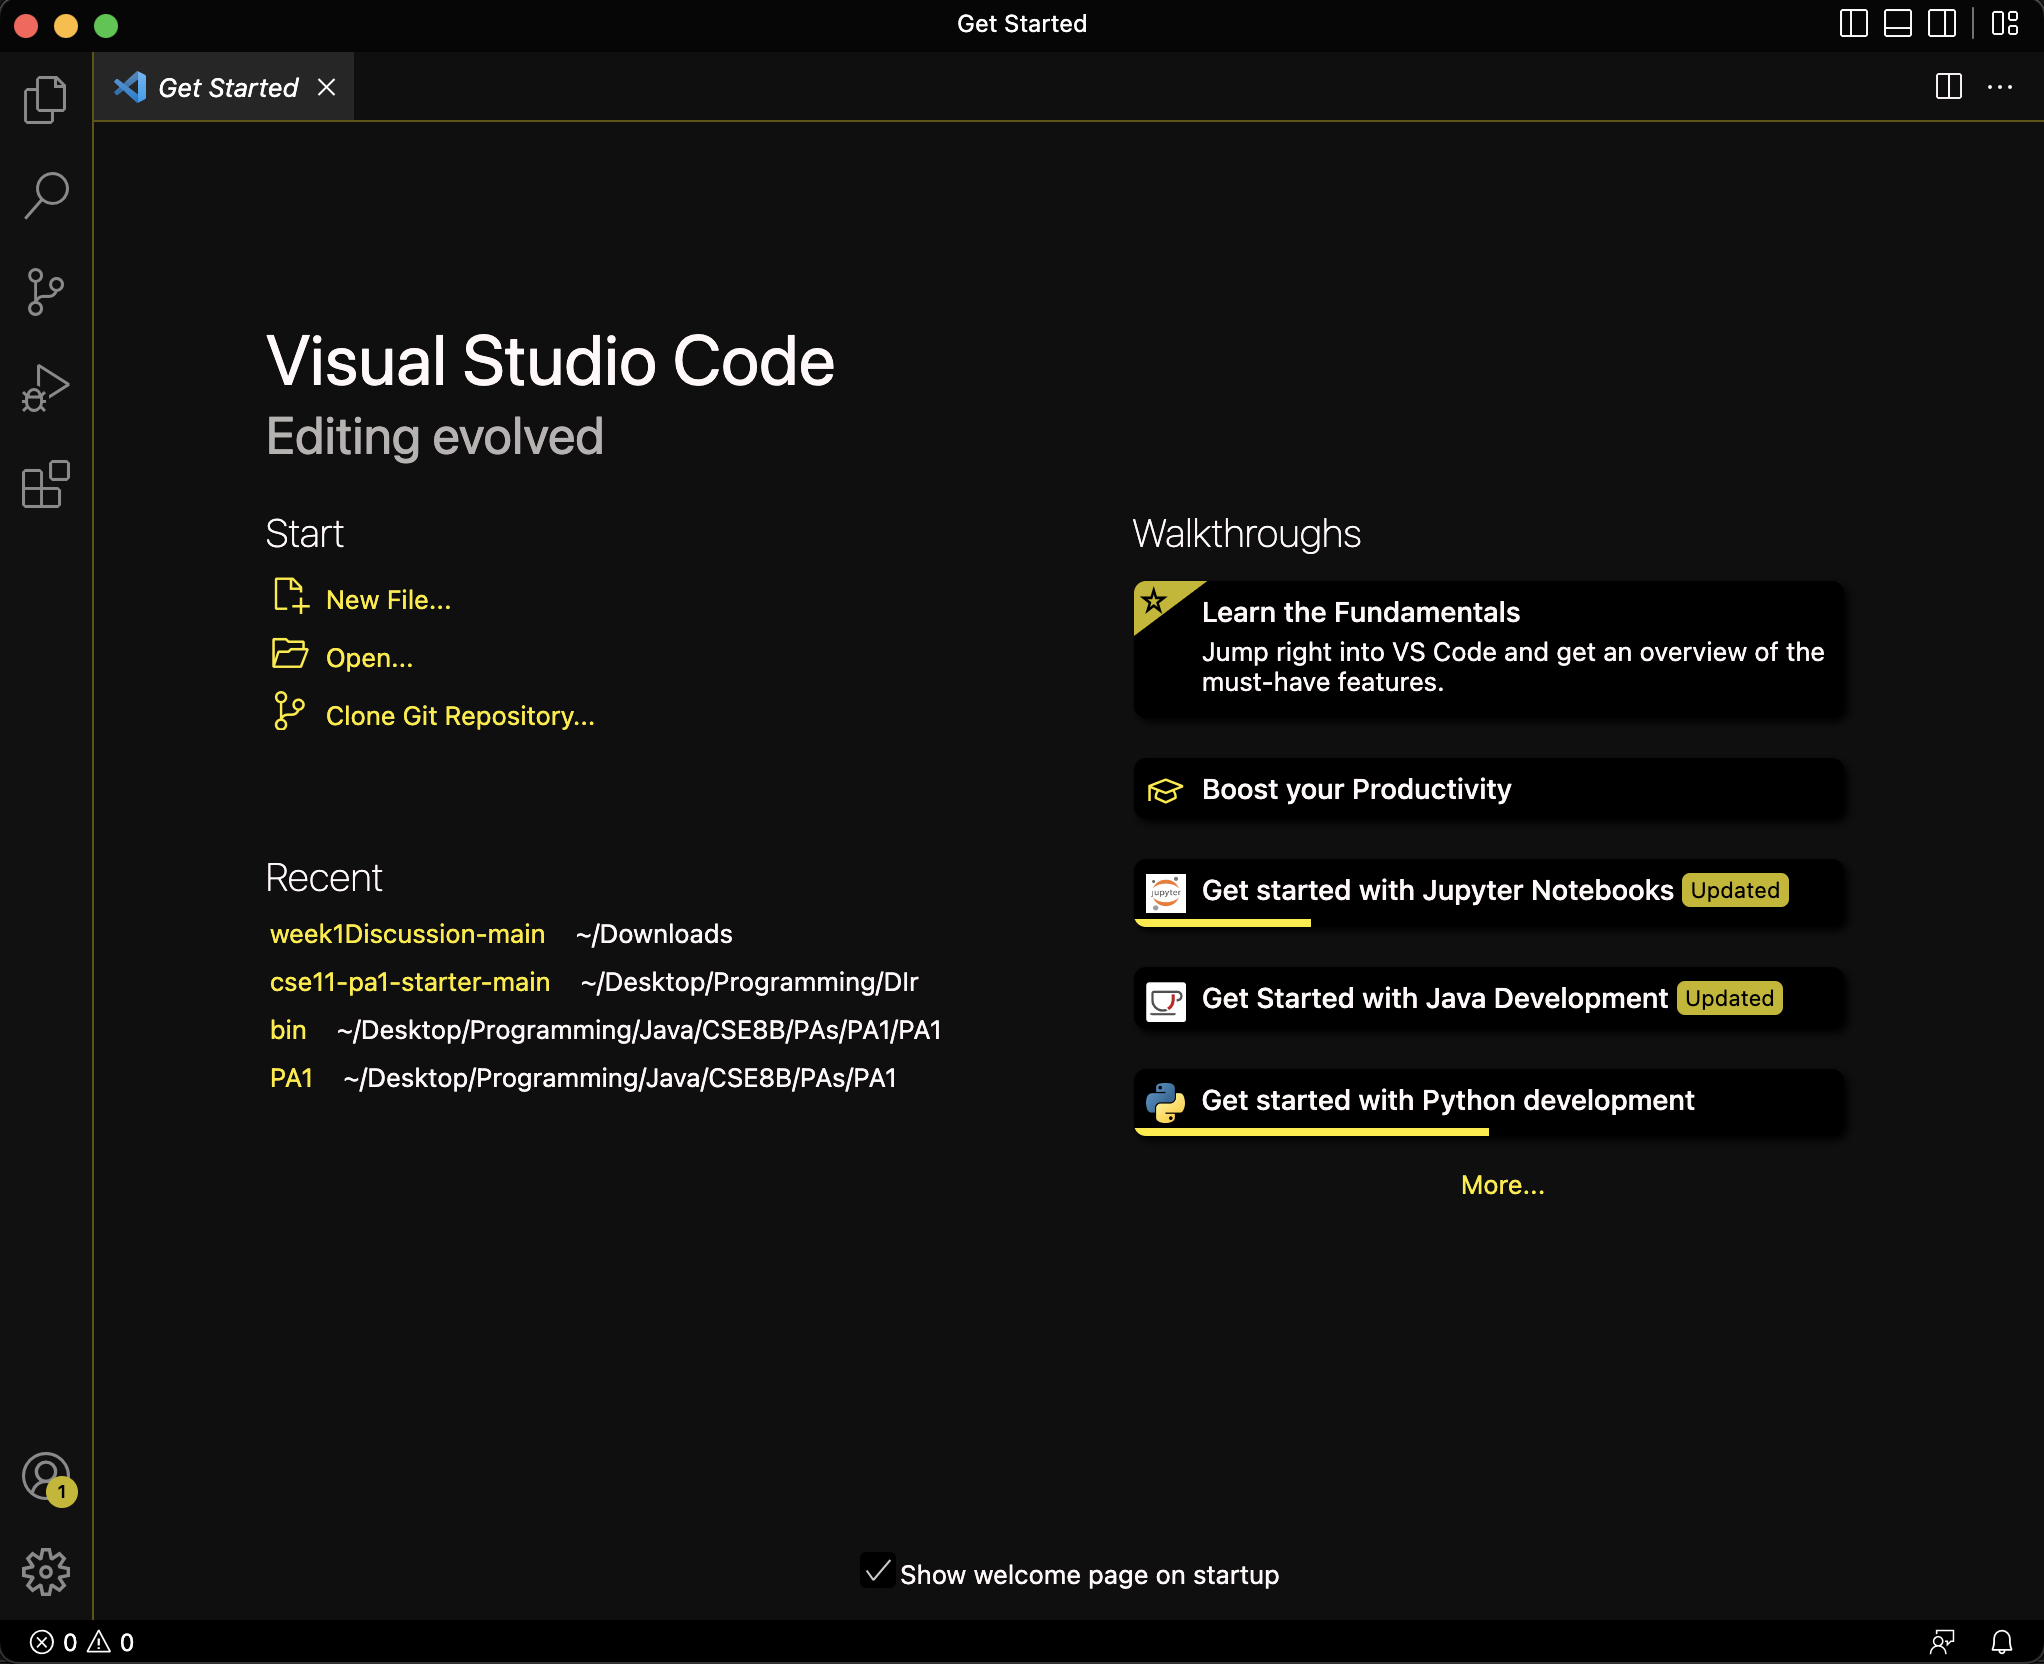 Get Started
Get Started
Visual Studio Code
Editing evolved
Start
New File...
Open...
Clone Git Repository...
Recent
week1Discussion-main ~/Downloads
cse11-pa1-starter-main ~/Desktop/Programming/DIr
bin ~/Desktop/Programming/Java/CSE8B/PAs/PA1/PA1
PA1 ~/Desktop/Programming/Java/CSE8B/PAs/PA1
Walkthroughs
Learn the Fundamentals
Jump right into VS Code and get an overview of the
must-have features.
Boost your Productivity
jupyter
Get started with Jupyter Notebooks Updated
Get Started with Java Development Updated
Get started with Python development
More...
1
Show welcome page on startup
0 0